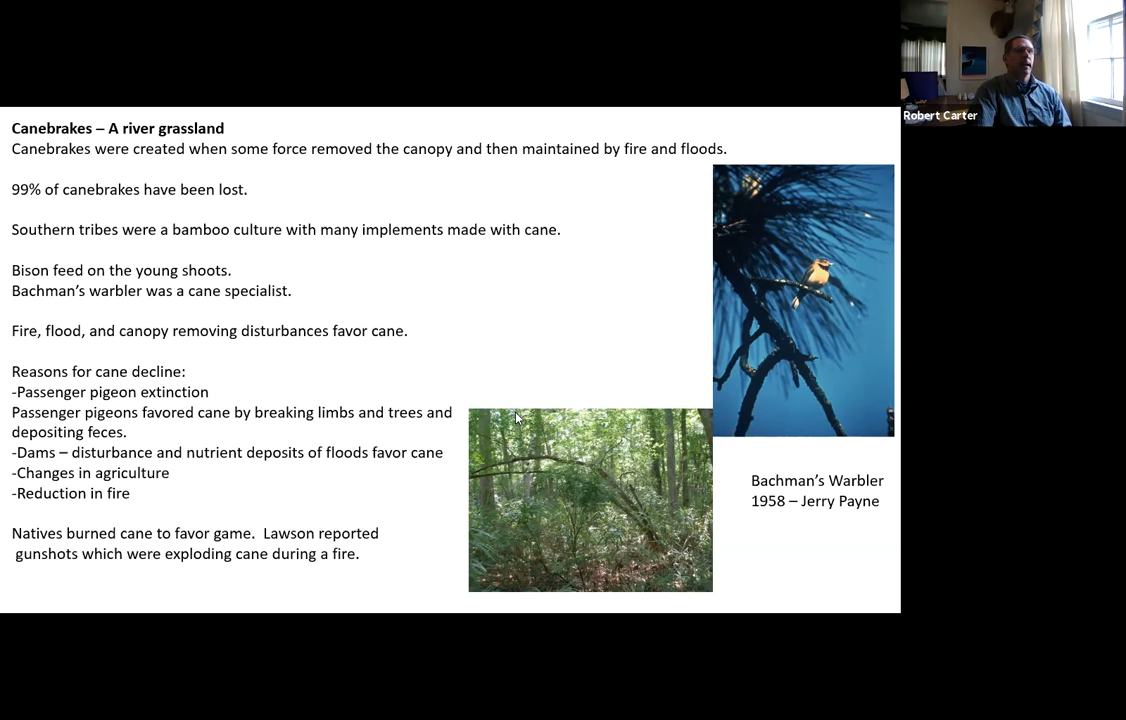 Robert Carter
Canebrakes – A river grassland
Canebrakes were created when some force removed the canopy and then maintained by fire and floods.
99% of canebrakes have been lost.
Southern tribes were a bamboo culture with many implements made with cane.
Bison feed on the young shoots.
Bachman’s warbler was a cane specialist.
Fire, flood, and canopy removing disturbances favor cane.
Reasons for cane decline:
-Passenger pigeon extinction
Passenger pigeons favored cane by breaking limbs and trees and
depositing feces.
-Dams – disturbance and nutrient deposits of floods favor cane
-Changes in agriculture
-Reduction in fire
Natives burned cane to favor game.  Lawson reported
gunshots which were exploding cane during a fire.
Bachman’s Warbler
1958 – Jerry Payne